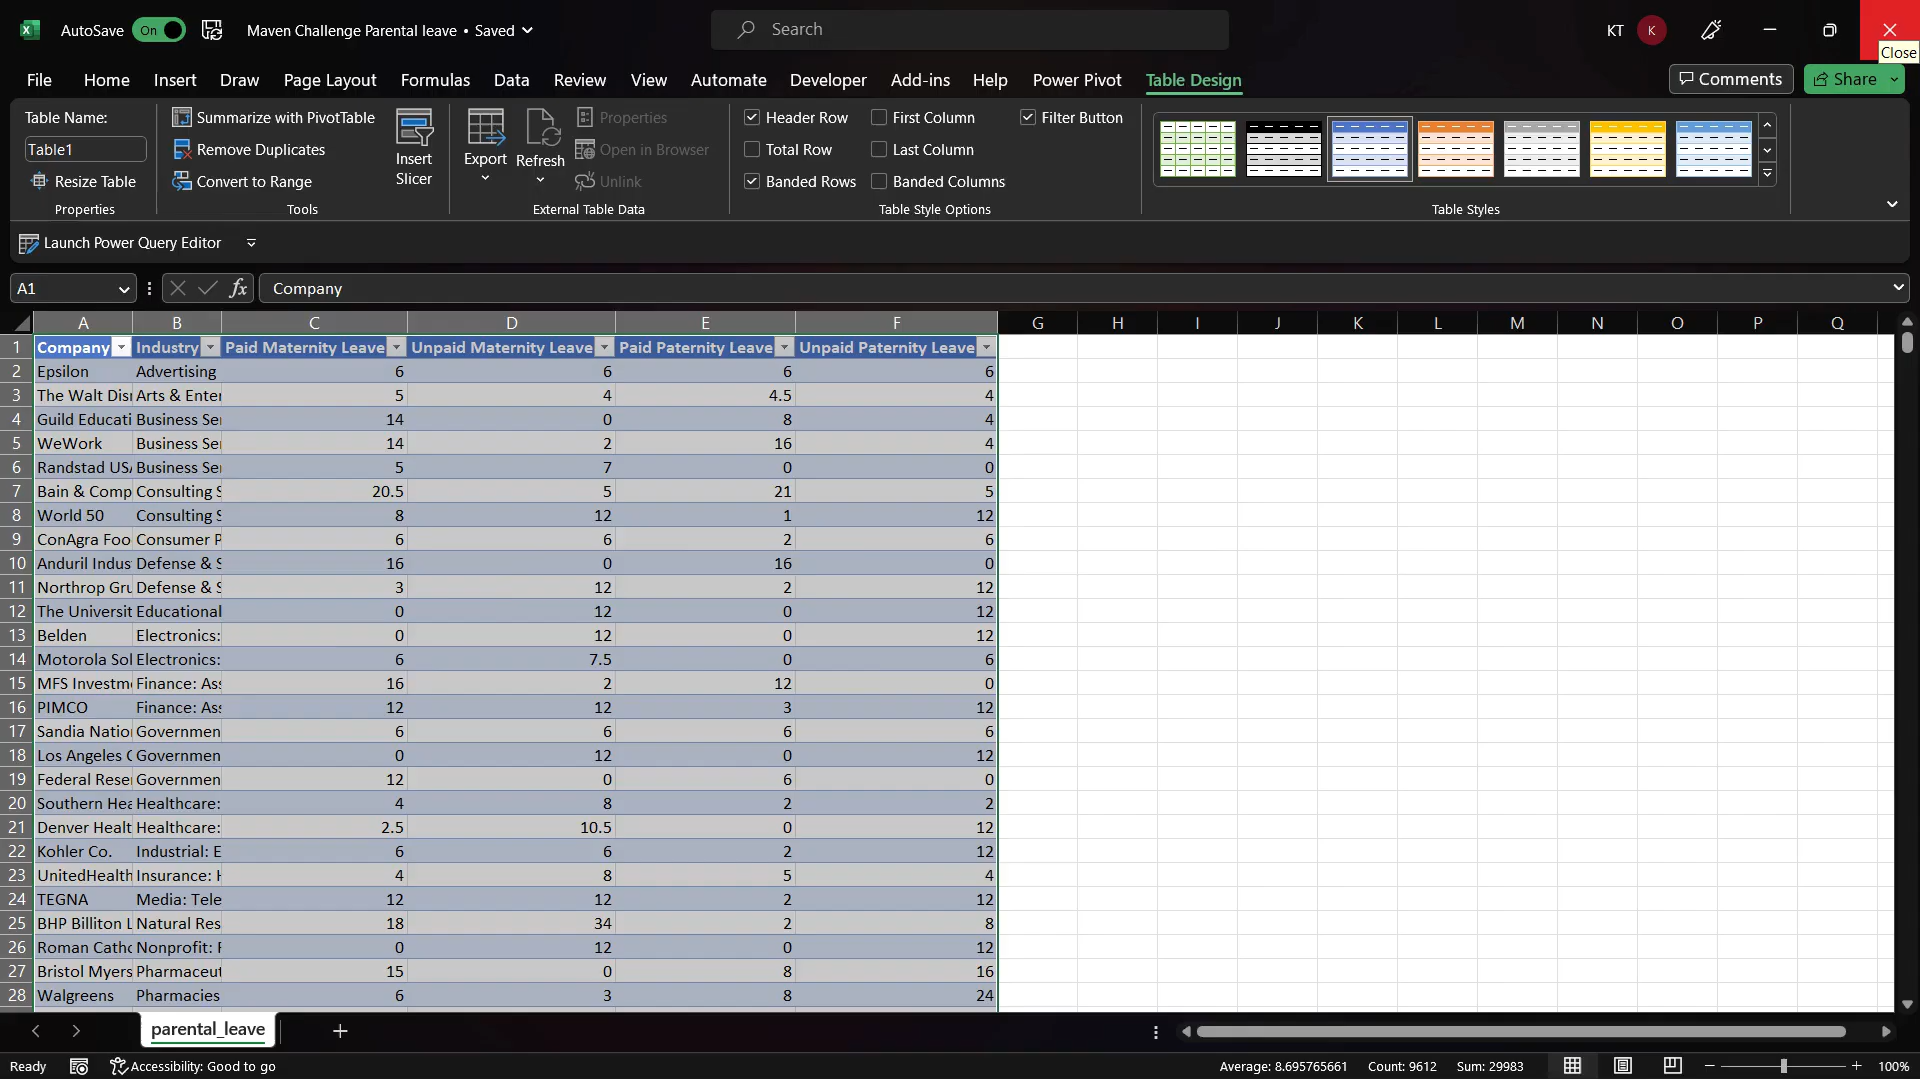 AutoSave On Maven Challenge Parental leave • Saved Search KT K
Close
File Home Insert Draw Page Layout Formulas Data Review View Automate Developer Add-ins Help Power Pivot Table Design Comments Share
Table Name: Summarize with PivotTable Properties Header Row First Column Filter Button
Table1 Remove Duplicates Insert Slicer Export Refresh Open in Browser Total Row Last Column
Resize Table Convert to Range Unlink Banded Rows Banded Columns
Properties Tools External Table Data Table Style Options Table Styles
Launch Power Query Editor
A1 fx Company
A B C D E F G H I J K L M N O P Q
1 Company Industry Paid Maternity Leave Unpaid Maternity Leave Paid Paternity Leave Unpaid Paternity Leave
2 Epsilon Advertising 6 6 6 6
3 The Walt Disn Arts & Enter 5 4 4.5 4
4 Guild Educati Business Ser 14 0 8 4
5 WeWork Business Ser 14 2 16 4
6 Randstad USA Business Ser 5 7 0 0
7 Bain & Comp Consulting S 20.5 5 21 5
8 World 50 Consulting S 8 12 1 12
9 ConAgra Foo Consumer P 6 6 2 6
10 Anduril Indus Defense & S 16 0 16 0
11 Northrop Gru Defense & S 3 12 2 12
12 The Universit Educational 0 12 0 12
13 Belden Electronics: 0 12 0 12
14 Motorola Sol Electronics: 6 7.5 0 6
15 MFS Investme Finance: Ass 16 2 12 0
16 PIMCO Finance: Ass 12 12 3 12
17 Sandia Nation Governmen 6 6 6 6
18 Los Angeles C Governmen 0 12 0 12
19 Federal Reser Governmen 12 0 6 0
20 Southern Hea Healthcare: 4 8 2 2
21 Denver Healt Healthcare: 2.5 10.5 0 12
22 Kohler Co. Industrial: E 6 6 2 12
23 UnitedHealth Insurance: H 4 8 5 4
24 TEGNA Media: Tele 12 12 2 12
25 BHP Billiton L Natural Res 18 34 2 8
26 Roman Catho Nonprofit: R 0 12 0 12
27 Bristol Myers Pharmaceut 15 0 8 16
28 Walgreens Pharmacies 6 3 8 24
parental_leave
Ready Accessibility: Good to go Average: 8.695765661 Count: 9612 Sum: 29983 100%